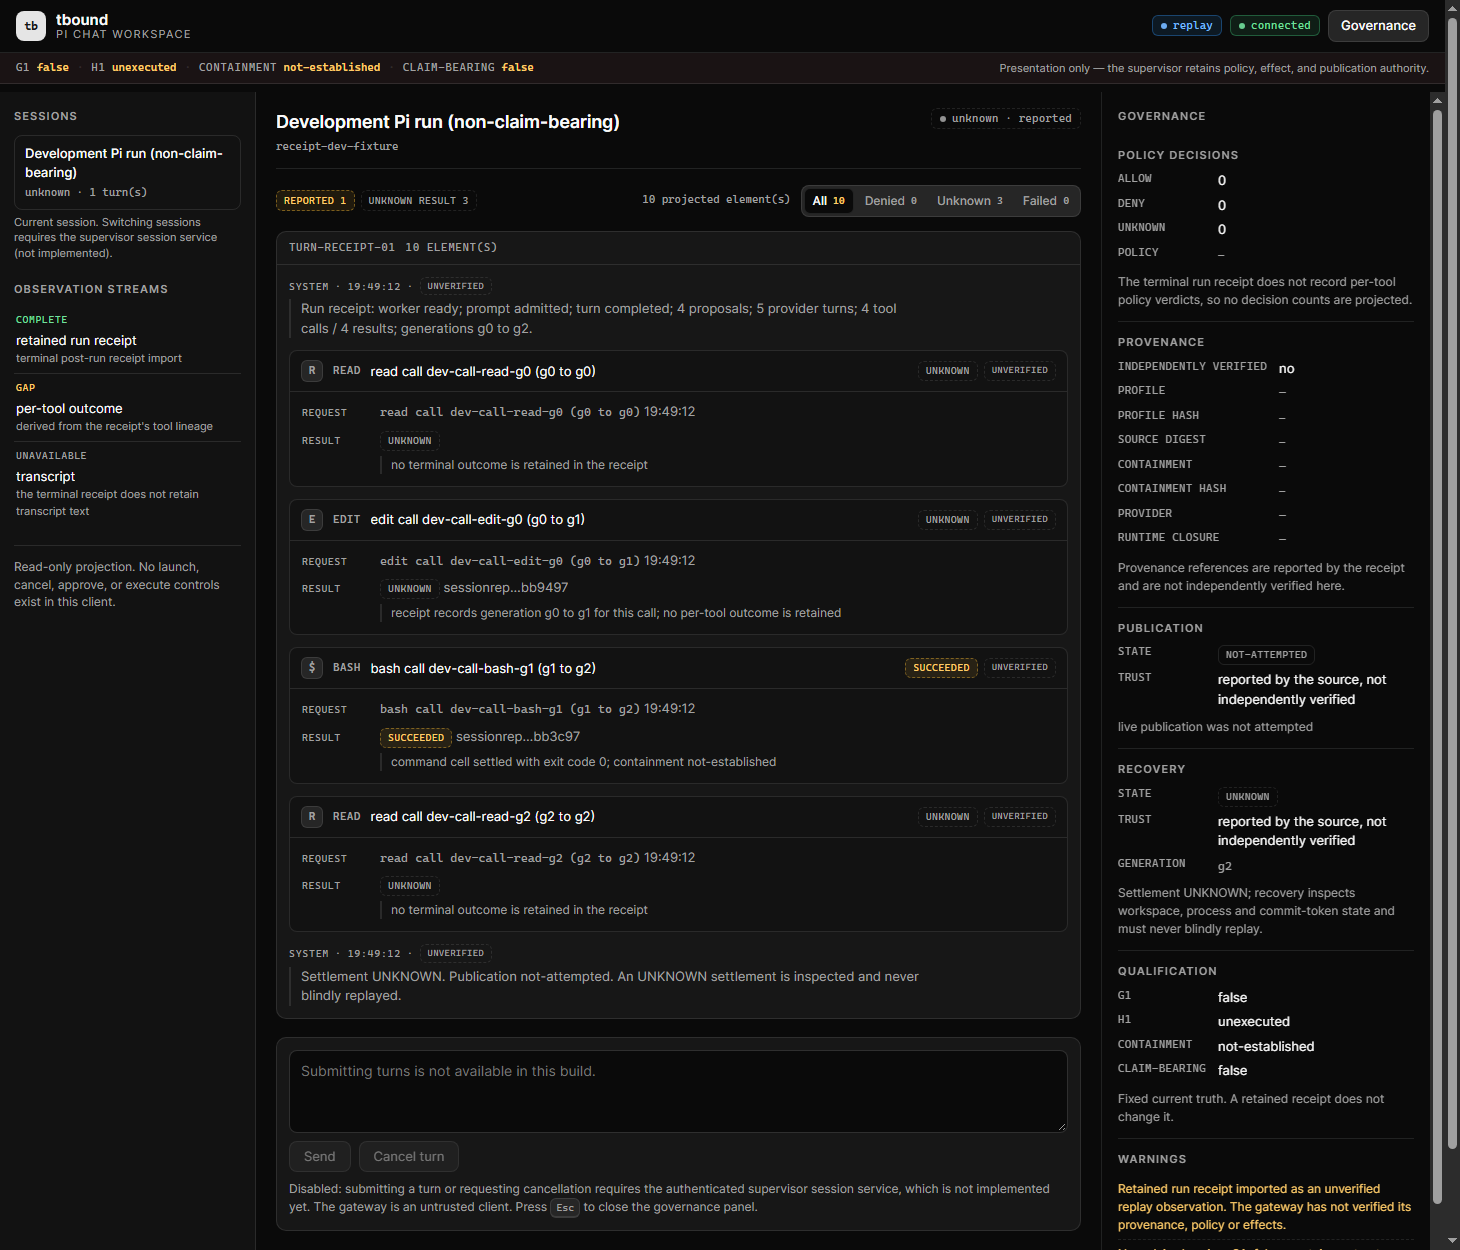 tb
tbound
PI CHAT WORKSPACE
replay
connected
Governance
G1 false · H1 unexecuted · CONTAINMENT not-established · CLAIM-BEARING false
Presentation only — the supervisor retains policy, effect, and publication authority.
SESSIONS
Development Pi run (non-claim-
bearing)
unknown · 1 turn(s)
Current session. Switching sessions
requires the supervisor session service
(not implemented).
OBSERVATION STREAMS
COMPLETE
retained run receipt
terminal post-run receipt import
GAP
per-tool outcome
derived from the receipt's tool lineage
UNAVAILABLE
transcript
the terminal receipt does not retain
transcript text
Read-only projection. No launch,
cancel, approve, or execute controls
exist in this client.
Development Pi run (non-claim-bearing)
unknown · reported
receipt-dev-fixture
REPORTED 1
UNKNOWN RESULT 3
10 projected element(s)
All 10
Denied 0
Unknown 3
Failed 0
TURN-RECEIPT-01 10 ELEMENT(S)
SYSTEM · 19:49:12 · UNVERIFIED
Run receipt: worker ready; prompt admitted; turn completed; 4 proposals; 5 provider turns; 4 tool
calls / 4 results; generations g0 to g2.
R READ read call dev-call-read-g0 (g0 to g0) UNKNOWN UNVERIFIED
REQUEST read call dev-call-read-g0 (g0 to g0) 19:49:12
RESULT UNKNOWN
no terminal outcome is retained in the receipt
E EDIT edit call dev-call-edit-g0 (g0 to g1) UNKNOWN UNVERIFIED
REQUEST edit call dev-call-edit-g0 (g0 to g1) 19:49:12
RESULT UNKNOWN sessionrep…bb9497
receipt records generation g0 to g1 for this call; no per-tool outcome is retained
$ BASH bash call dev-call-bash-g1 (g1 to g2) SUCCEEDED UNVERIFIED
REQUEST bash call dev-call-bash-g1 (g1 to g2) 19:49:12
RESULT SUCCEEDED sessionrep…bb3c97
command cell settled with exit code 0; containment not-established
R READ read call dev-call-read-g2 (g2 to g2) UNKNOWN UNVERIFIED
REQUEST read call dev-call-read-g2 (g2 to g2) 19:49:12
RESULT UNKNOWN
no terminal outcome is retained in the receipt
SYSTEM · 19:49:12 · UNVERIFIED
Settlement UNKNOWN. Publication not-attempted. An UNKNOWN settlement is inspected and never
blindly replayed.
Submitting turns is not available in this build.
Send
Cancel turn
Disabled: submitting a turn or requesting cancellation requires the authenticated supervisor session service, which is not implemented
yet. The gateway is an untrusted client. Press Esc to close the governance panel.
GOVERNANCE
POLICY DECISIONS
ALLOW 0
DENY 0
UNKNOWN 0
POLICY —
The terminal run receipt does not record per-tool
policy verdicts, so no decision counts are projected.
PROVENANCE
INDEPENDENTLY VERIFIED no
PROFILE —
PROFILE HASH —
SOURCE DIGEST —
CONTAINMENT —
CONTAINMENT HASH —
PROVIDER —
RUNTIME CLOSURE —
Provenance references are reported by the receipt
and are not independently verified here.
PUBLICATION
STATE NOT-ATTEMPTED
TRUST reported by the source, not
independently verified
live publication was not attempted
RECOVERY
STATE UNKNOWN
TRUST reported by the source, not
independently verified
GENERATION g2
Settlement UNKNOWN; recovery inspects
workspace, process and commit-token state and
must never blindly replay.
QUALIFICATION
G1 false
H1 unexecuted
CONTAINMENT not-established
CLAIM-BEARING false
Fixed current truth. A retained receipt does not
change it.
WARNINGS
Retained run receipt imported as an unverified
replay observation. The gateway has not verified its
provenance, policy or effects.